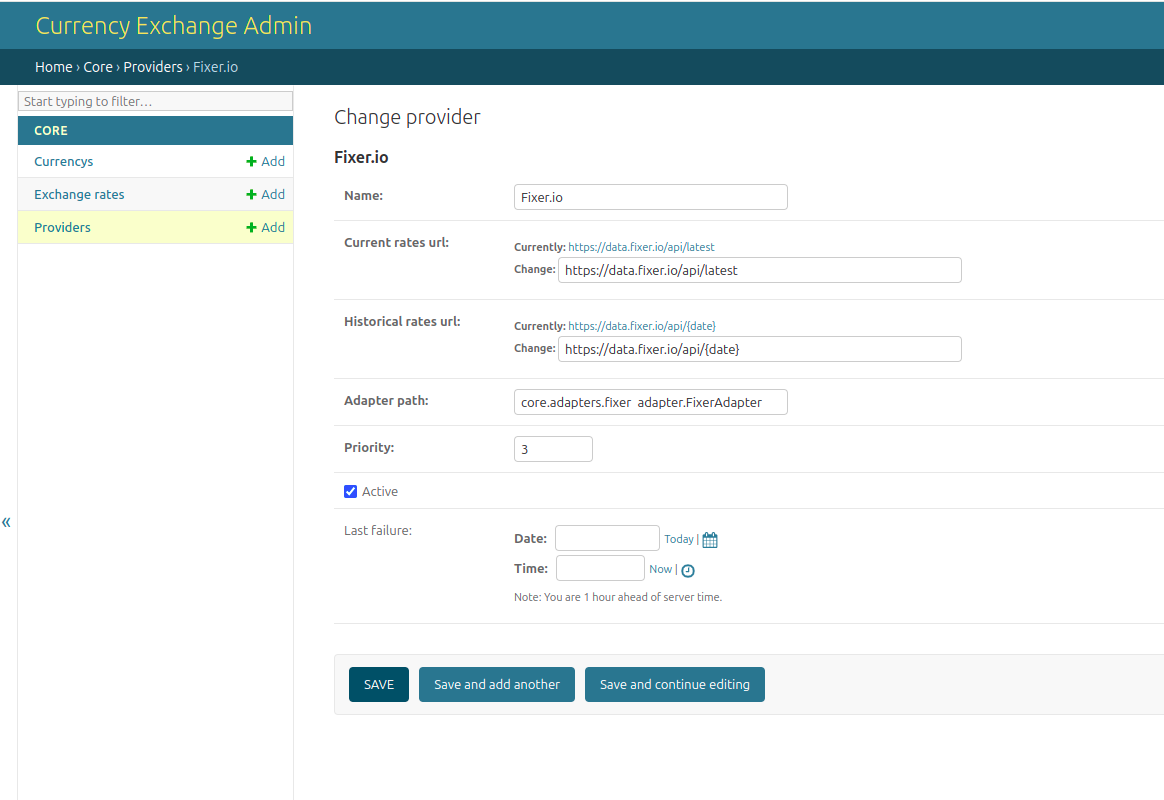 Currency Exchange Admin
Home › Core › Providers › Fixer.io
Start typing to filter…
CORE
Currencys
Add
Exchange rates
Add
Providers
Add
«
Change provider
Fixer.io
Name:
Fixer.io
Current rates url:
Currently: https://data.fixer.io/api/latest
Change: https://data.fixer.io/api/latest
Historical rates url:
Currently: https://data.fixer.io/api/{date}
Change: https://data.fixer.io/api/{date}
Adapter path:
core.adapters.fixer adapter.FixerAdapter
Priority:
3
Active
Last failure:
Date:
Today |
Time:
Now |
Note: You are 1 hour ahead of server time.
SAVE
Save and add another
Save and continue editing